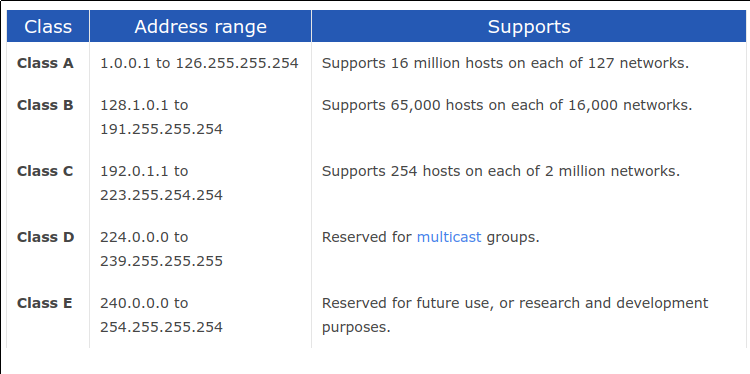 Class Address range Supports
Class A 1.0.0.1 to 126.255.255.254 Supports 16 million hosts on each of 127 networks.
Class B 128.1.0.1 to Supports 65,000 hosts on each of 16,000 networks.
191.255.255.254
Class C 192.0.1.1 to Supports 254 hosts on each of 2 million networks.
223.255.254.254
Class D 224.0.0.0 to Reserved for multicast groups.
239.255.255.255
Class E 240.0.0.0 to Reserved for future use, or research and development
254.255.255.254 purposes.